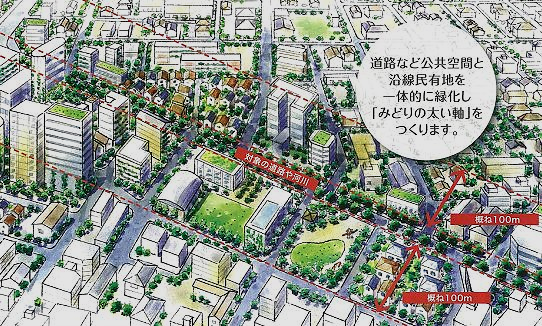 道路など公共空間と
沿線民有地を
一体的に緑化し
「みどりの太い軸」を
つくります。
対象の道路や河川
概ね100m
概ね100m